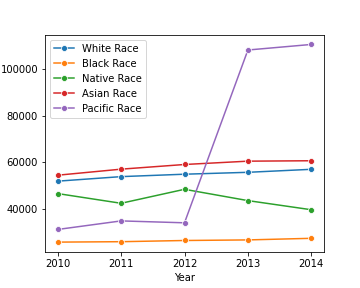 White Race
Black Race
Native Race
Asian Race
Pacific Race
100000
80000
60000
40000
2010 2011 2012 2013 2014
Year